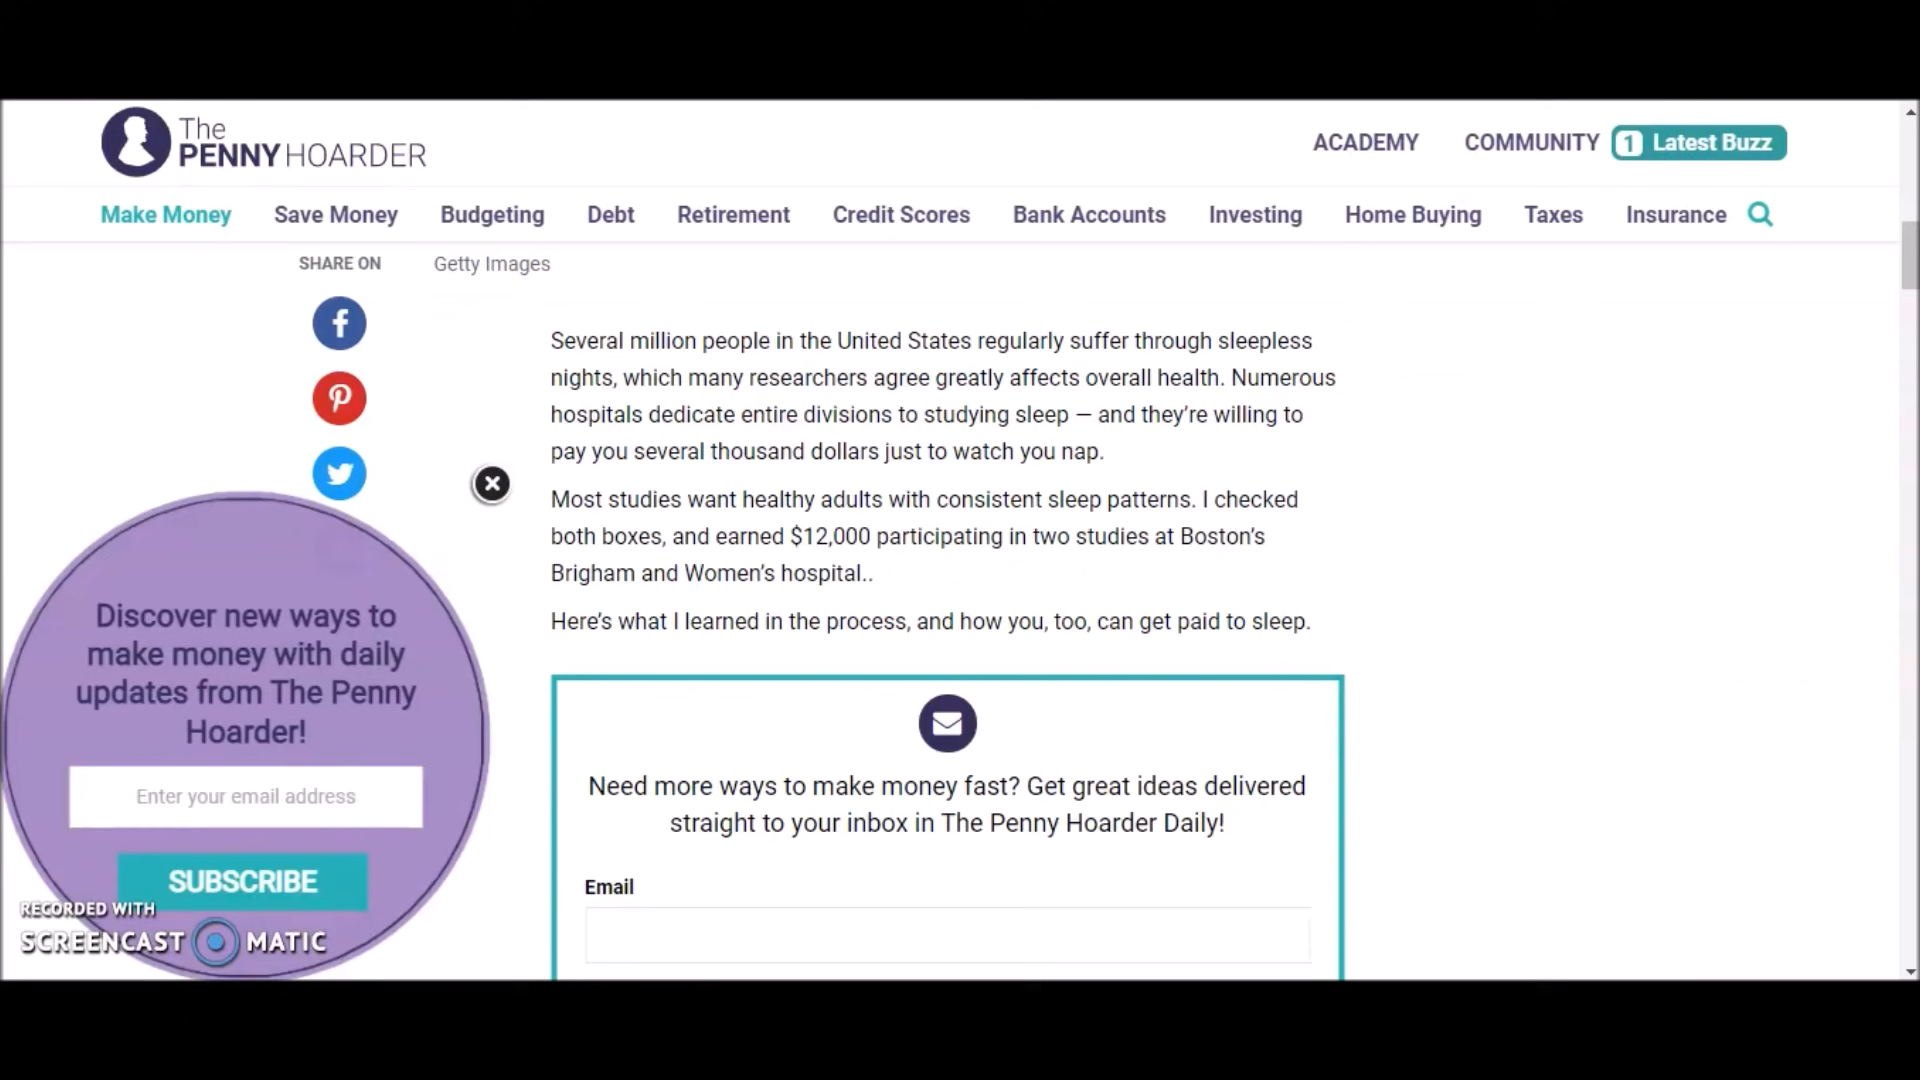 The
PENNY HOARDER
ACADEMY COMMUNITY 1 Latest Buzz
Make Money Save Money Budgeting Debt Retirement Credit Scores Bank Accounts Investing Home Buying Taxes Insurance
SHARE ON
Getty Images
Several million people in the United States regularly suffer through sleepless
nights, which many researchers agree greatly affects overall health. Numerous
hospitals dedicate entire divisions to studying sleep — and they’re willing to
pay you several thousand dollars just to watch you nap.
Most studies want healthy adults with consistent sleep patterns. I checked
both boxes, and earned $12,000 participating in two studies at Boston’s
Brigham and Women’s hospital..
Here’s what I learned in the process, and how you, too, can get paid to sleep.
Discover new ways to
make money with daily
updates from The Penny
Hoarder!
Enter your email address
SUBSCRIBE
Need more ways to make money fast? Get great ideas delivered
straight to your inbox in The Penny Hoarder Daily!
Email
RECORDED WITH
SCREENCAST MATIC